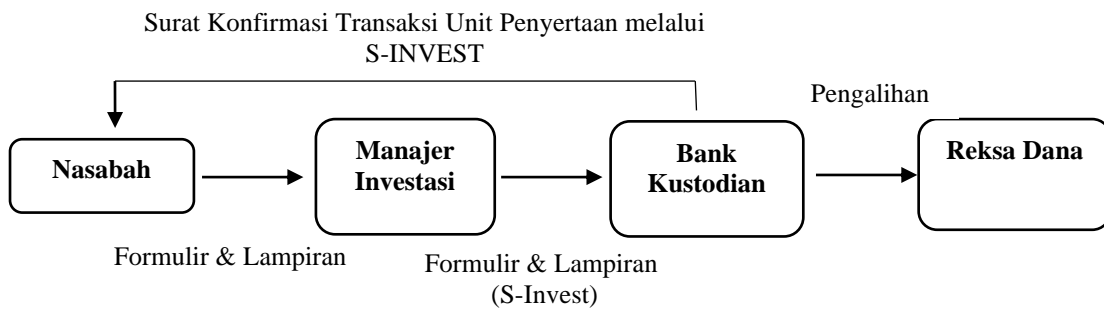 Surat Konfirmasi Transaksi Unit Penyertaan melalui
S-INVEST
Pengalihan
Nasabah
Manajer
Investasi
Bank
Kustodian
Reksa Dana
Formulir & Lampiran
Formulir & Lampiran
(S-Invest)